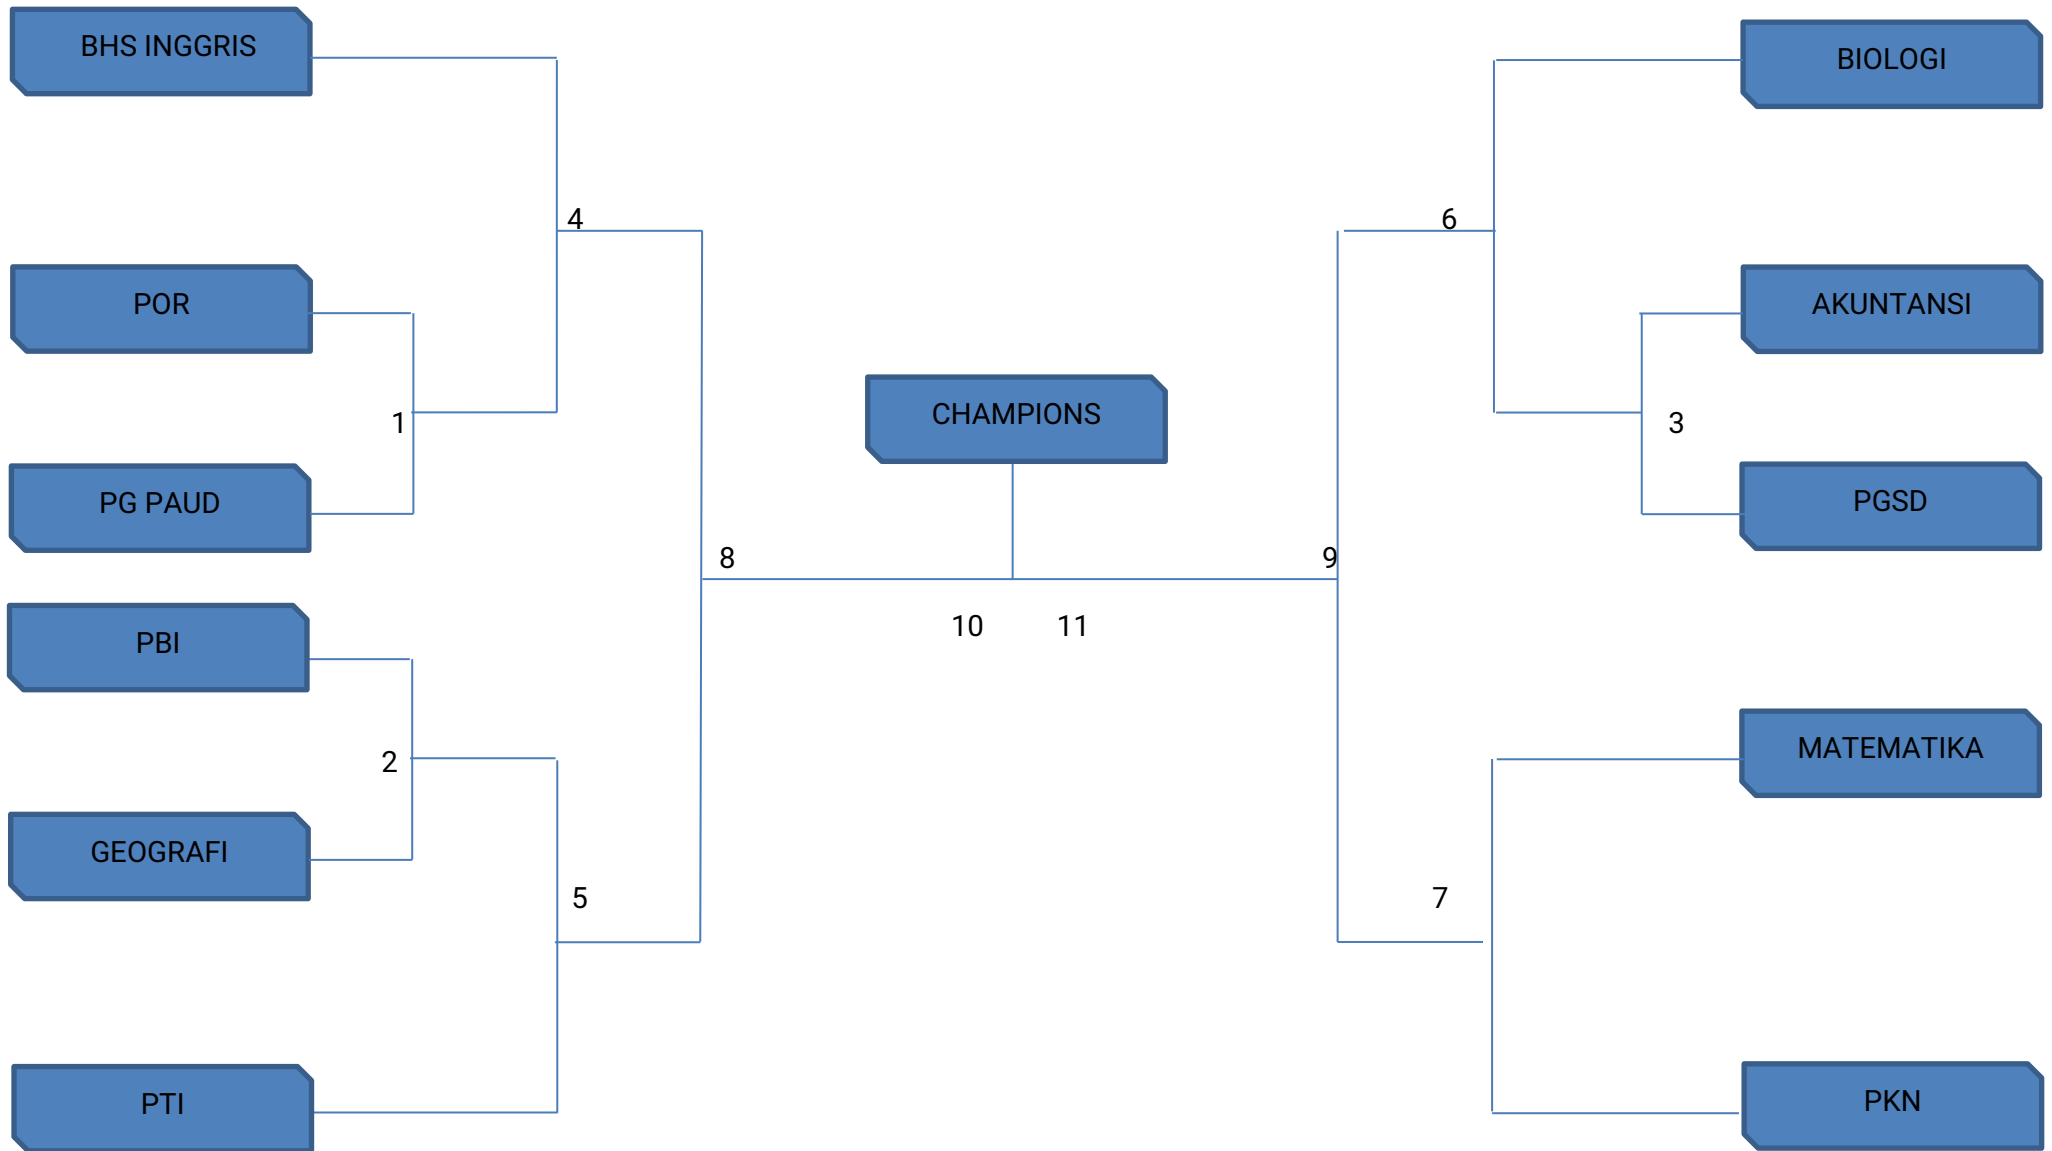 BHS INGGRIS
BIOLOGI
4
6
POR
AKUNTANSI
CHAMPIONS
1
3
PG PAUD
PGSD
8
9
10
11
PBI
MATEMATIKA
2
GEOGRAFI
5
7
PTI
PKN